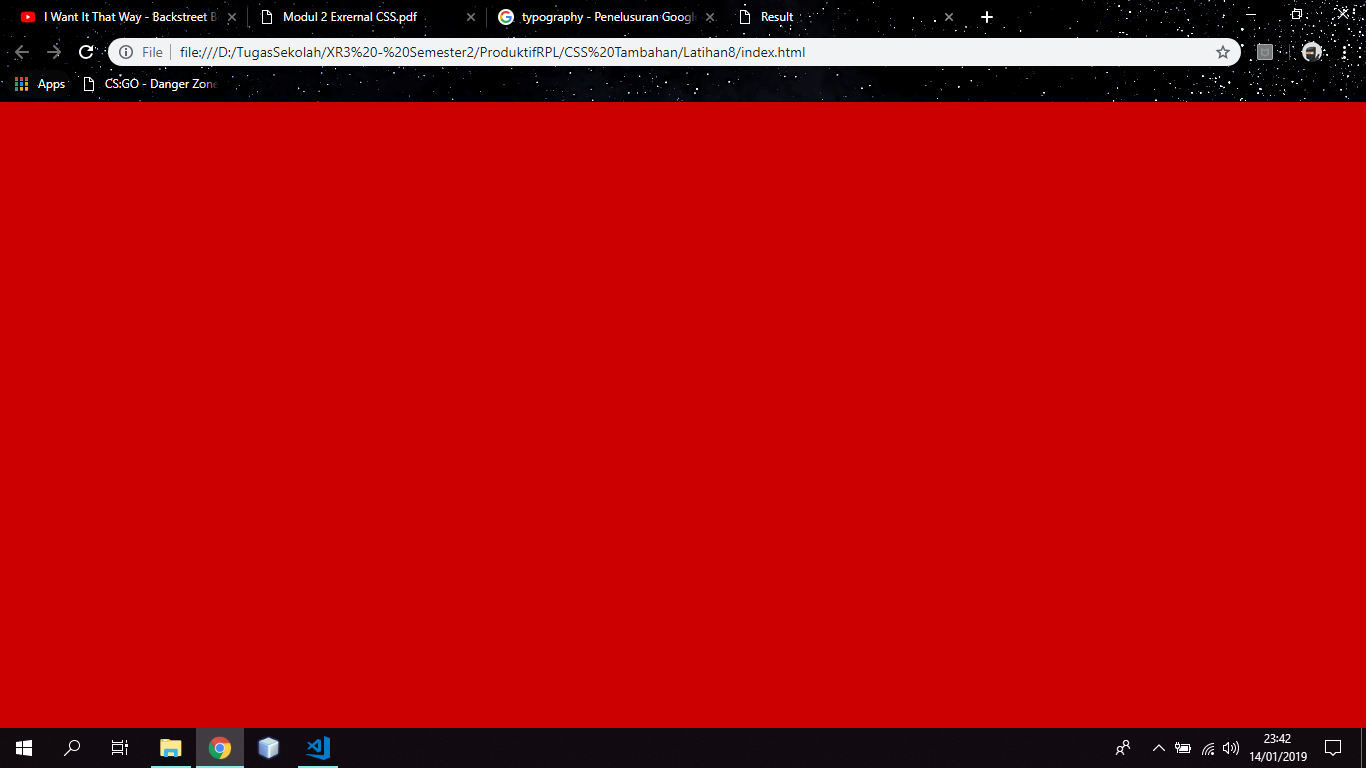 I Want It That Way - Backstreet B
Modul 2 Exrernal CSS.pdf
typography - Penelusuran Google
Result
File
file:///D:/TugasSekolah/XR3%20-%20Semester2/ProduktifRPL/CSS%20Tambahan/Latihan8/index.html
Apps
CS:GO - Danger Zone
23:42
14/01/2019